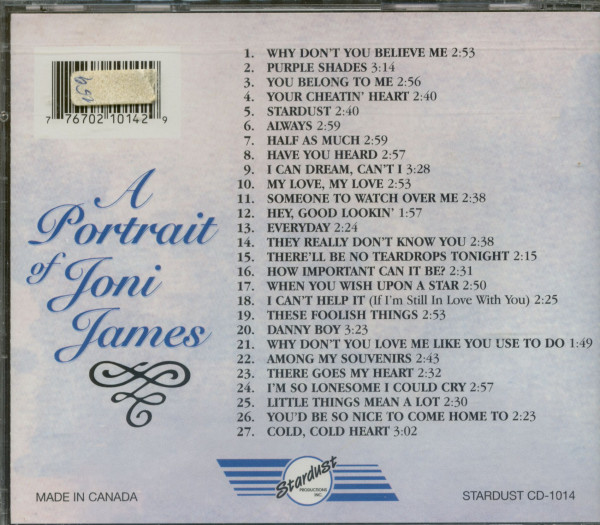 7 76702 10142 9
A
Portrait
of Joni
James
1. WHY DON'T YOU BELIEVE ME 2:53
2. PURPLE SHADES 3:14
3. YOU BELONG TO ME 2:56
4. YOUR CHEATIN' HEART 2:40
5. STARDUST 2:40
6. ALWAYS 2:59
7. HALF AS MUCH 2:59
8. HAVE YOU HEARD 2:57
9. I CAN DREAM, CAN'T I 3:28
10. MY LOVE, MY LOVE 2:53
11. SOMEONE TO WATCH OVER ME 2:38
12. HEY, GOOD LOOKIN' 1:57
13. EVERYDAY 2:24
14. THEY REALLY DON'T KNOW YOU 2:38
15. THERE'LL BE NO TEARDROPS TONIGHT 2:15
16. HOW IMPORTANT CAN IT BE? 2:31
17. WHEN YOU WISH UPON A STAR 2:50
18. I CAN'T HELP IT (If I'm Still In Love With You) 2:25
19. THESE FOOLISH THINGS 2:53
20. DANNY BOY 3:23
21. WHY DON'T YOU LOVE ME LIKE YOU USE TO DO 1:49
22. AMONG MY SOUVENIRS 2:43
23. THERE GOES MY HEART 2:32
24. I'M SO LONESOME I COULD CRY 2:57
25. LITTLE THINGS MEAN A LOT 2:30
26. YOU'D BE SO NICE TO COME HOME TO 2:23
27. COLD, COLD HEART 3:02
MADE IN CANADA
Stardust
PRODUCTIONS
INC.
STARDUST CD-1014